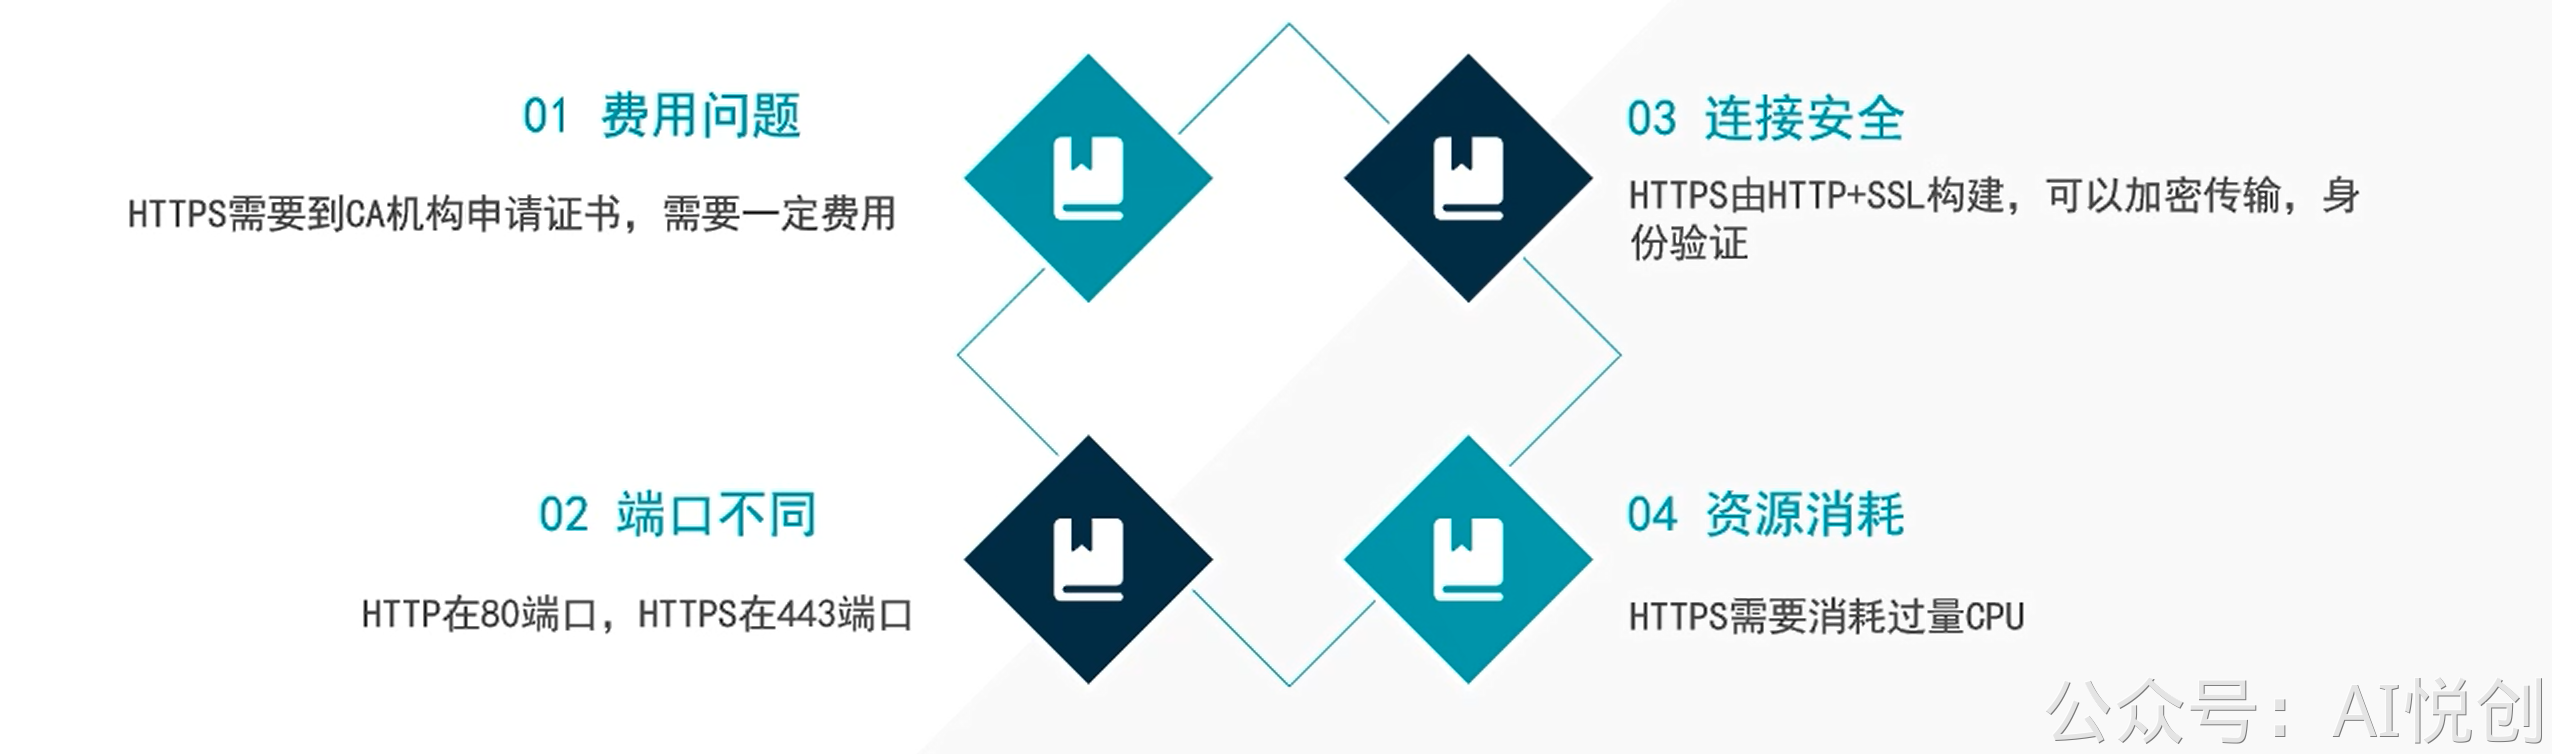 01 费用问题
HTTPS需要到CA机构申请证书，需要一定费用
02 端口不同
HTTP在80端口，HTTPS在443端口
03 连接安全
HTTPS由HTTP+SSL构建，可以加密传输，身
份验证
04 资源消耗
HTTPS需要消耗过量CPU
公众号：AI悦创